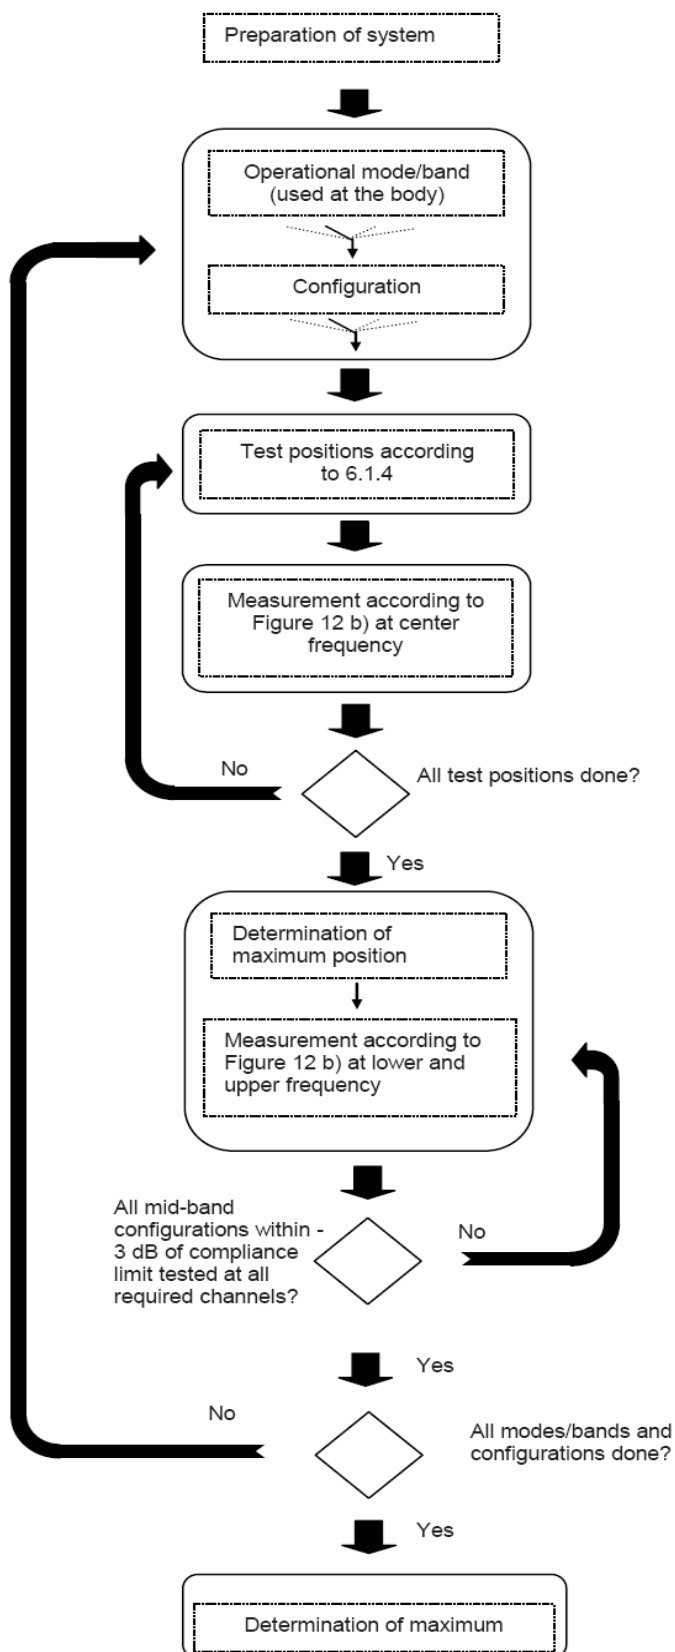 Preparation of system
Operational mode/band
(used at the body)
Configuration
Test positions according
to 6.1.4
Measurement according to
Figure 12 b) at center
frequency
No
All test positions done?
Yes
Determination of
maximum position
Measurement according to
Figure 12 b) at lower and
upper frequency
All mid-band
configurations within -
3 dB of compliance
limit tested at all
required channels?
No
Yes
No
All modes/bands and
configurations done?
Yes
Determination of maximum